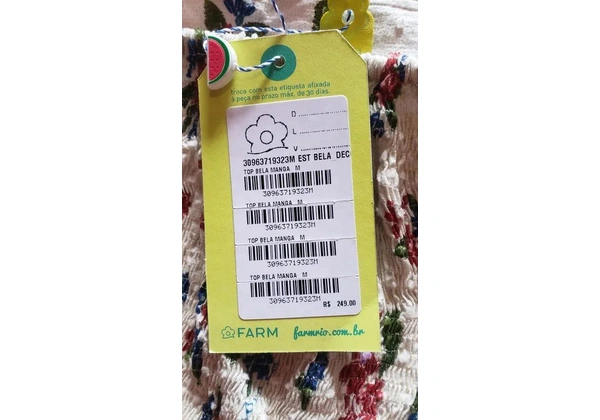 troca com esta etiqueta afixada
à peça no prazo máx. de 30 dias.
D
L
V
30963719323M EST BELA DEC
TOP BELA MANGA M
30963719323M
TOP BELA MANGA M
30963719323M
TOP BELA MANGA M
30963719323M
TOP BELA MANGA M
30963719323M
R$ 249.00
FARM farmrio.com.br